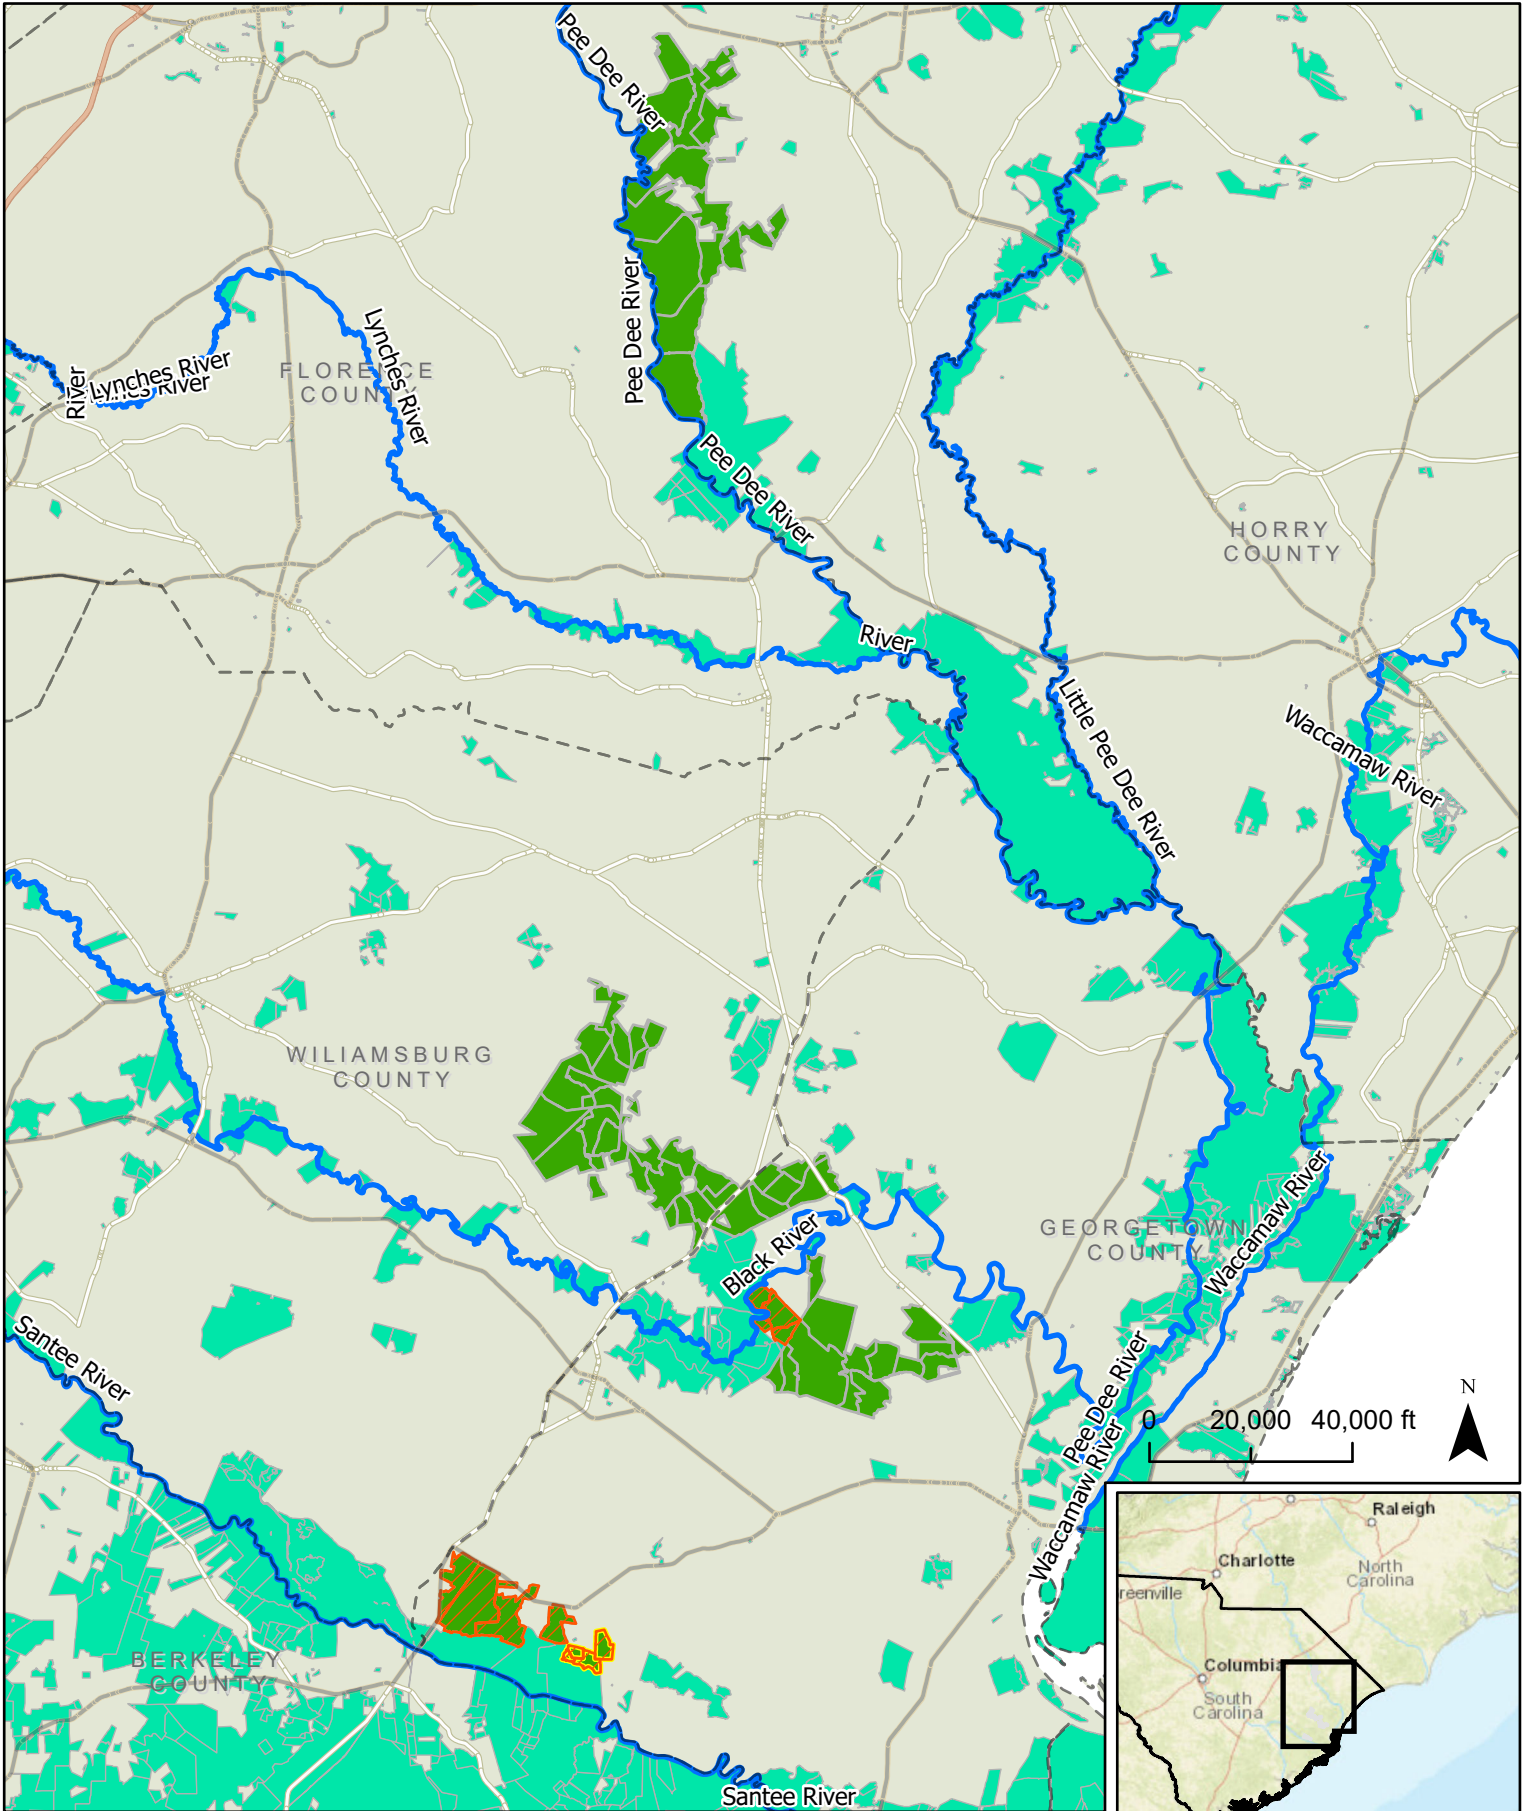 Pee Dee River
Pee Dee River
Lynches River
Lynches River
River
FLORENCE
COUNTY
Pee Dee River
HORRY
COUNTY
River
Little Pee Dee River
Waccamaw River
WILIAMSBURG
COUNTY
Black River
GEORGETOWN
COUNTY
Waccamaw River
Santee River
Pee Dee River
Waccamaw River
0 20,000 40,000 ft
N
BERKELEY
COUNTY
Santee River
Raleigh
Charlotte
North
Carolina
reenville
Columbia
South
Carolina